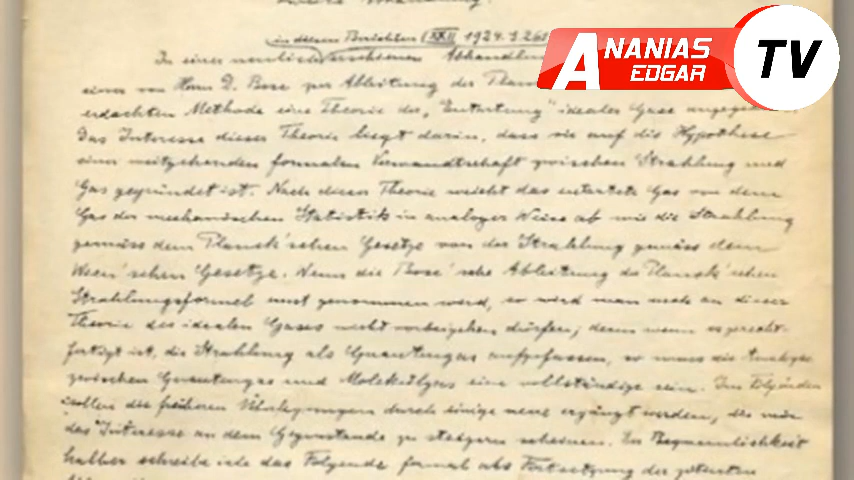 Zweite Abhandlung.
in diesen Berichten (XXII 1924. S 261
In einer neulich erschienenen Abhandlung
einer von Herrn D. Bose zur Ableitung der Planck
erdachten Methode eine Theorie der „Entartung" idealer Gase angegeben.
Das Interesse dieser Theorie liegt darin, dass sie auf die Hypothese
einer weitgehenden formalen Verwandtschaft zwischen Strahlung und
Gas gegründet ist. Nach dieser Theorie weicht das entartete Gas von dem
Gas der mechanischen Statistik in analoger Weise ab wie die Strahlung
gemäss dem Planck'schen Gesetze von der Strahlung gemäss dem
Wien'schen Gesetze. Wenn die Bose'sche Ableitung der Planck'schen
Strahlungsformel ernst genommen wird, so wird man auch an dieser
Theorie des idealen Gases nicht vorbeigehen dürfen; denn wenn es gerecht-
fertigt ist, die Strahlung als Quantengas aufzufassen, so muss die Analogie
zwischen Quantengas und Molekülgas eine vollständige sein. Im Folgenden
sollen die früheren Überlegungen durch einige neue ergänzt werden, die mir
das Interesse an dem Gegenstande zu steigern scheinen. Der Bequemlichkeit
halber schreibe ich das Folgende formal als Fortsetzung der zitierten
ANANIAS
EDGAR
TV